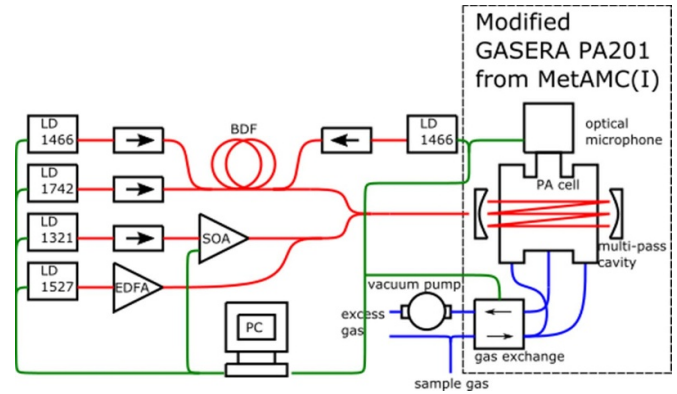 Modified
GASERA PA201
from MetAMC(I)
LD
1466
BDF
LD
1466
optical
microphone
LD
1742
PA cell
LD
1321
SOA
multi-pass
cavity
LD
1527
EDFA
vacuum pump
excess
gas
PC
gas exchange
sample gas